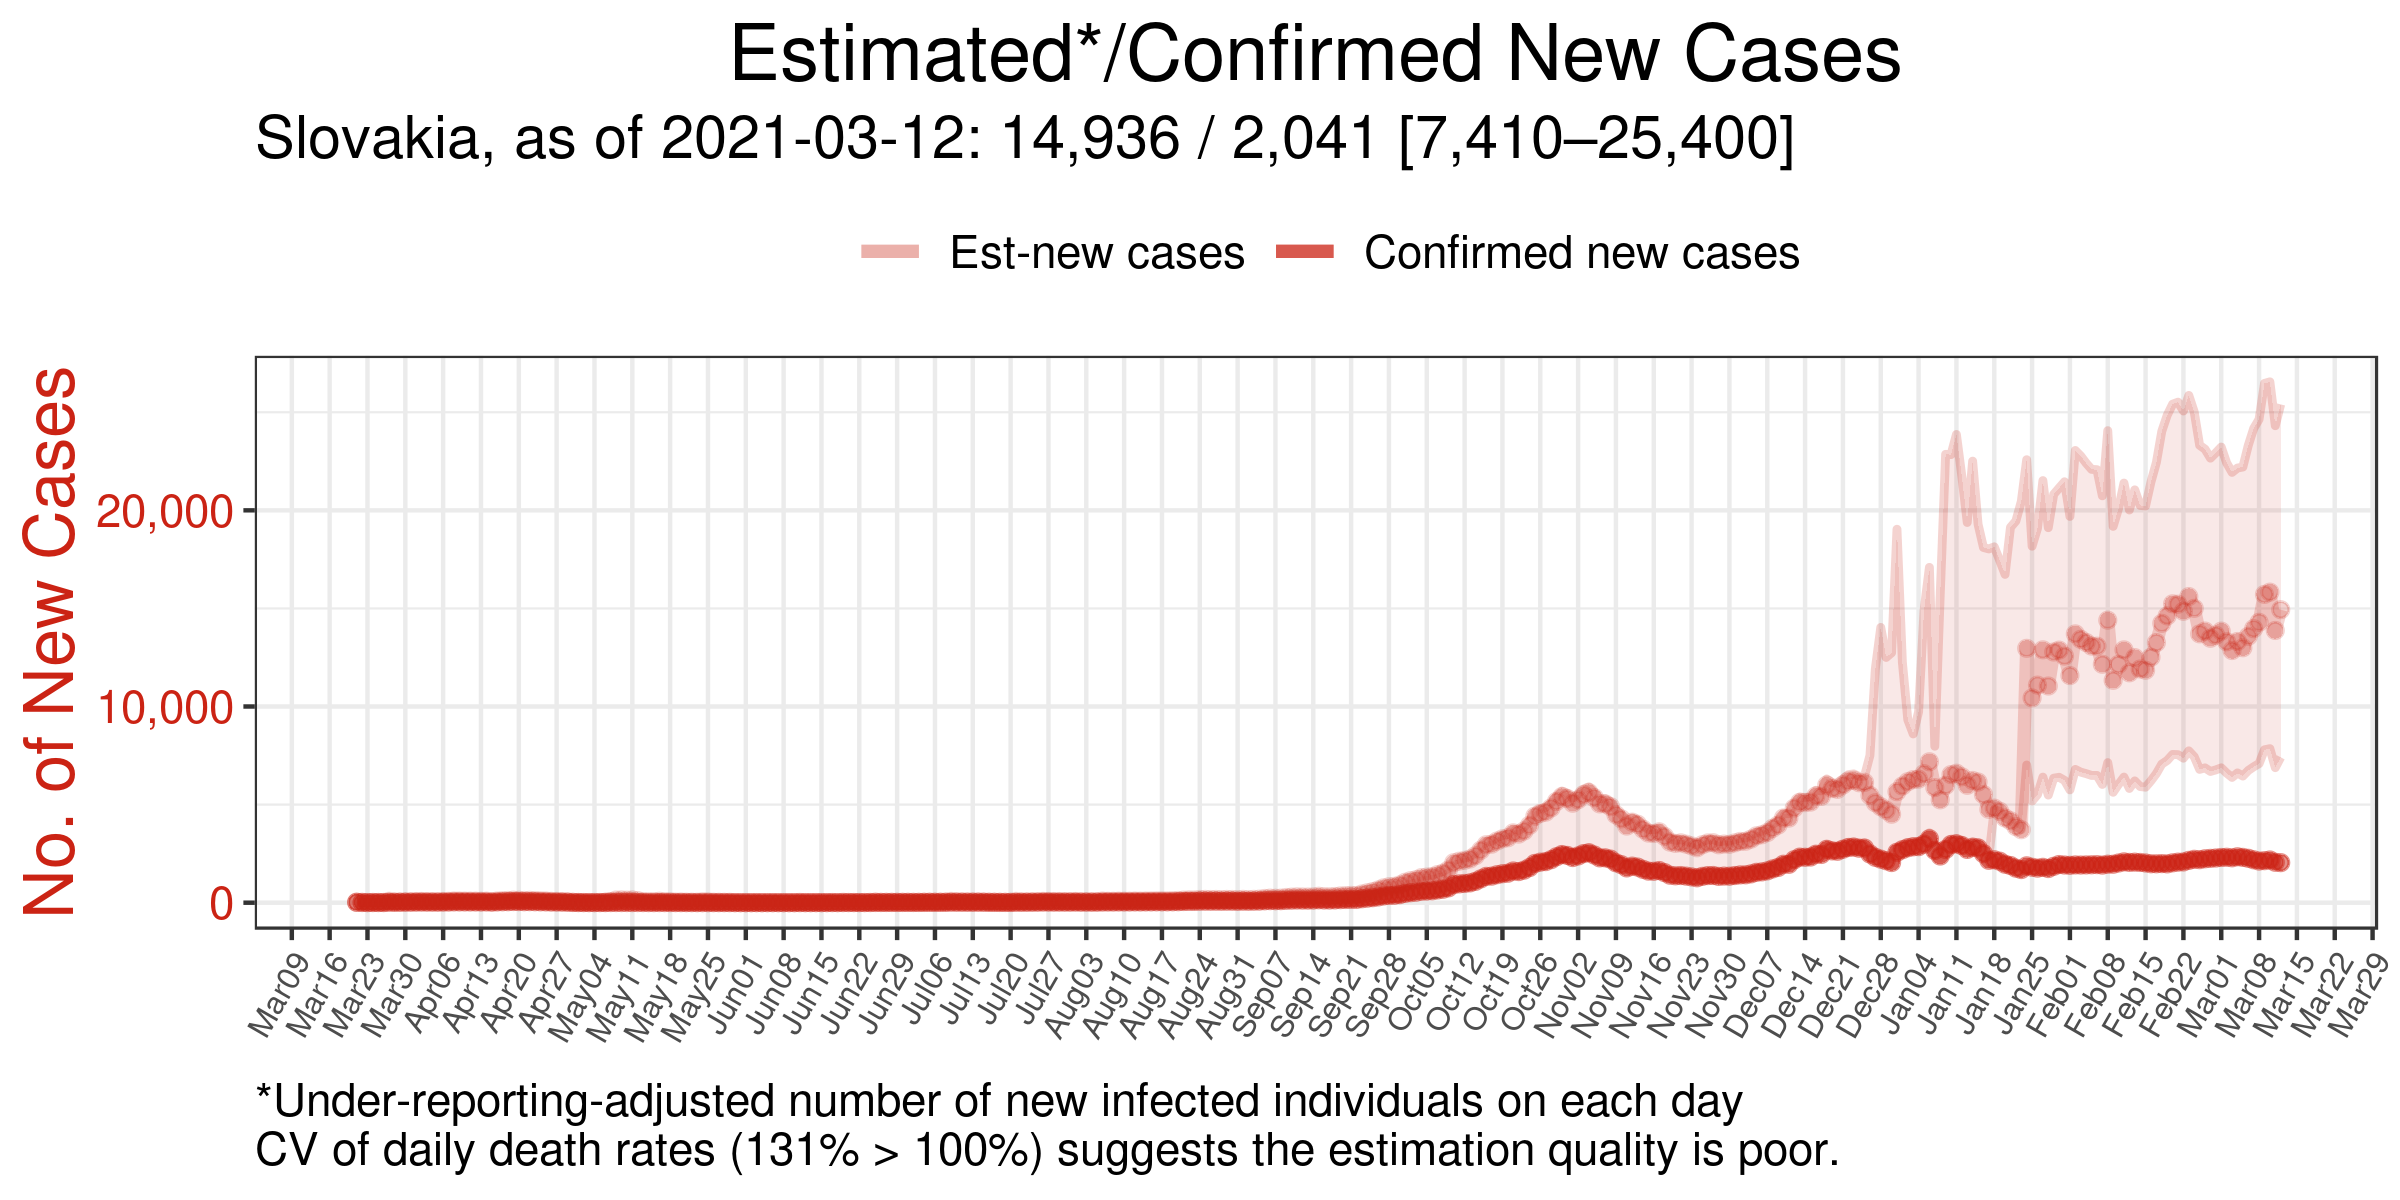 Estimated*/Confirmed New Cases
Slovakia, as of 2021-03-12: 14,936 / 2,041 [7,410–25,400]
Est-new cases
Confirmed new cases
No. of New Cases
20,000
10,000
0
Mar09
Mar16
Mar23
Mar30
Apr06
Apr13
Apr20
Apr27
May04
May11
May18
May25
Jun01
Jun08
Jun15
Jun22
Jun29
Jul06
Jul13
Jul20
Jul27
Aug03
Aug10
Aug17
Aug24
Aug31
Sep07
Sep14
Sep21
Sep28
Oct05
Oct12
Oct19
Oct26
Nov02
Nov09
Nov16
Nov23
Nov30
Dec07
Dec14
Dec21
Dec28
Jan04
Jan11
Jan18
Jan25
Feb01
Feb08
Feb15
Feb22
Mar01
Mar08
Mar15
Mar22
Mar29
*Under-reporting-adjusted number of new infected individuals on each day
CV of daily death rates (131% > 100%) suggests the estimation quality is poor.